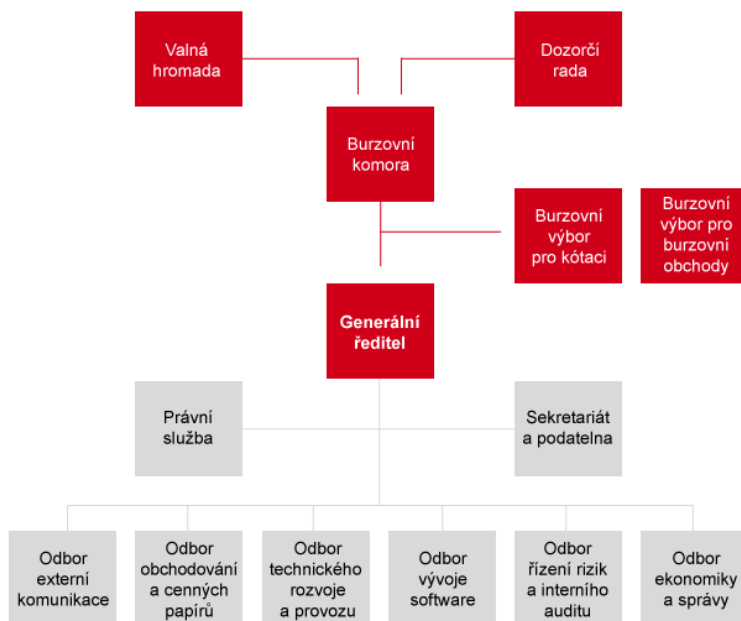 Valná
hromada
Dozorčí
rada
Burzovní
komora
Burzovní
výbor
pro kótaci
Burzovní
výbor pro
burzovní
obchody
Generální
ředitel
Právní
služba
Sekretariát
a podatelna
Odbor
externí
komunikace
Odbor
obchodování
a cenných
papírů
Odbor
technického
rozvoje
a provozu
Odbor
vývoje
software
Odbor
řízení rizik
a interního
auditu
Odbor
ekonomiky
a správy